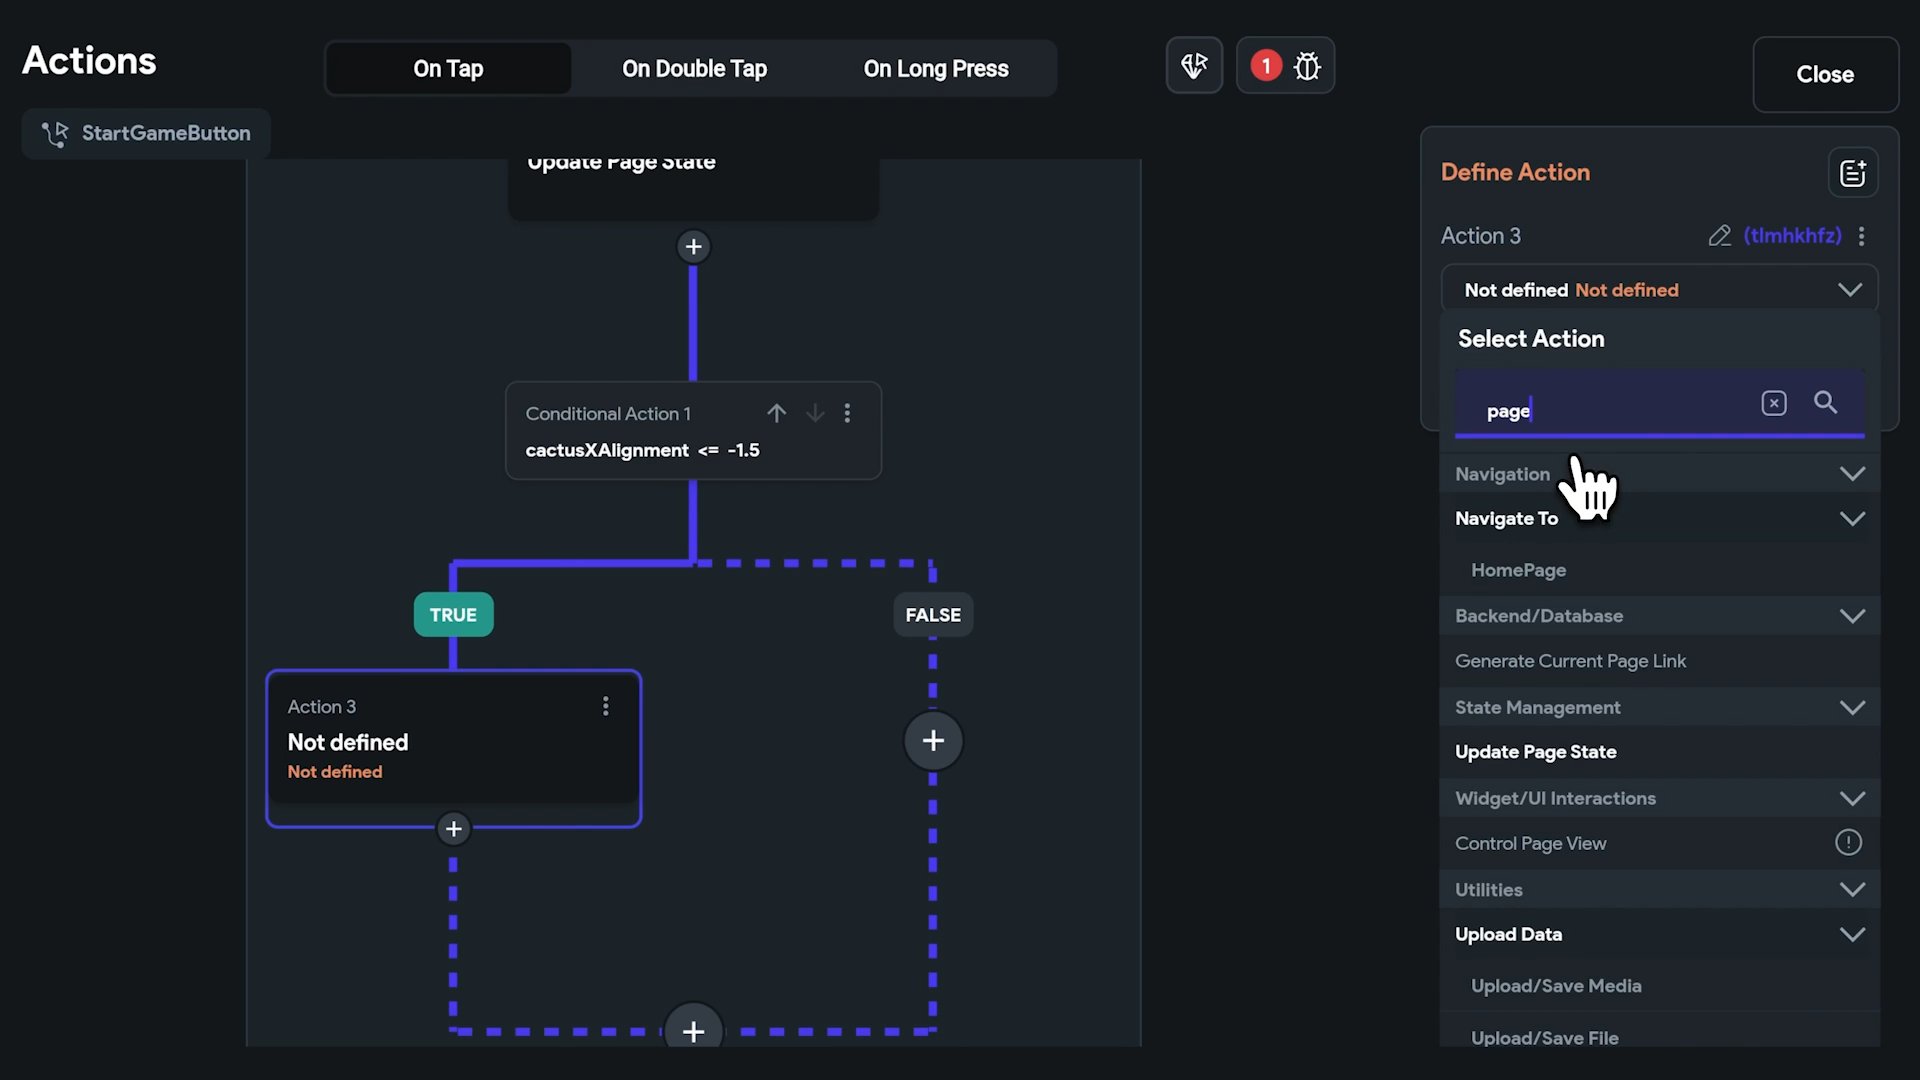 Actions
On Tap
On Double Tap
On Long Press
1
Close
StartGameButton
Update Page State
Conditional Action 1
cactusXAlignment <= -1.5
TRUE
FALSE
Action 3
Not defined
Not defined
Define Action
Action 3
(tlmhkhfz)
Not defined Not defined
Select Action
page
Navigation
Navigate To
HomePage
Backend/Database
Generate Current Page Link
State Management
Update Page State
Widget/UI Interactions
Control Page View
Utilities
Upload Data
Upload/Save Media
Upload/Save File